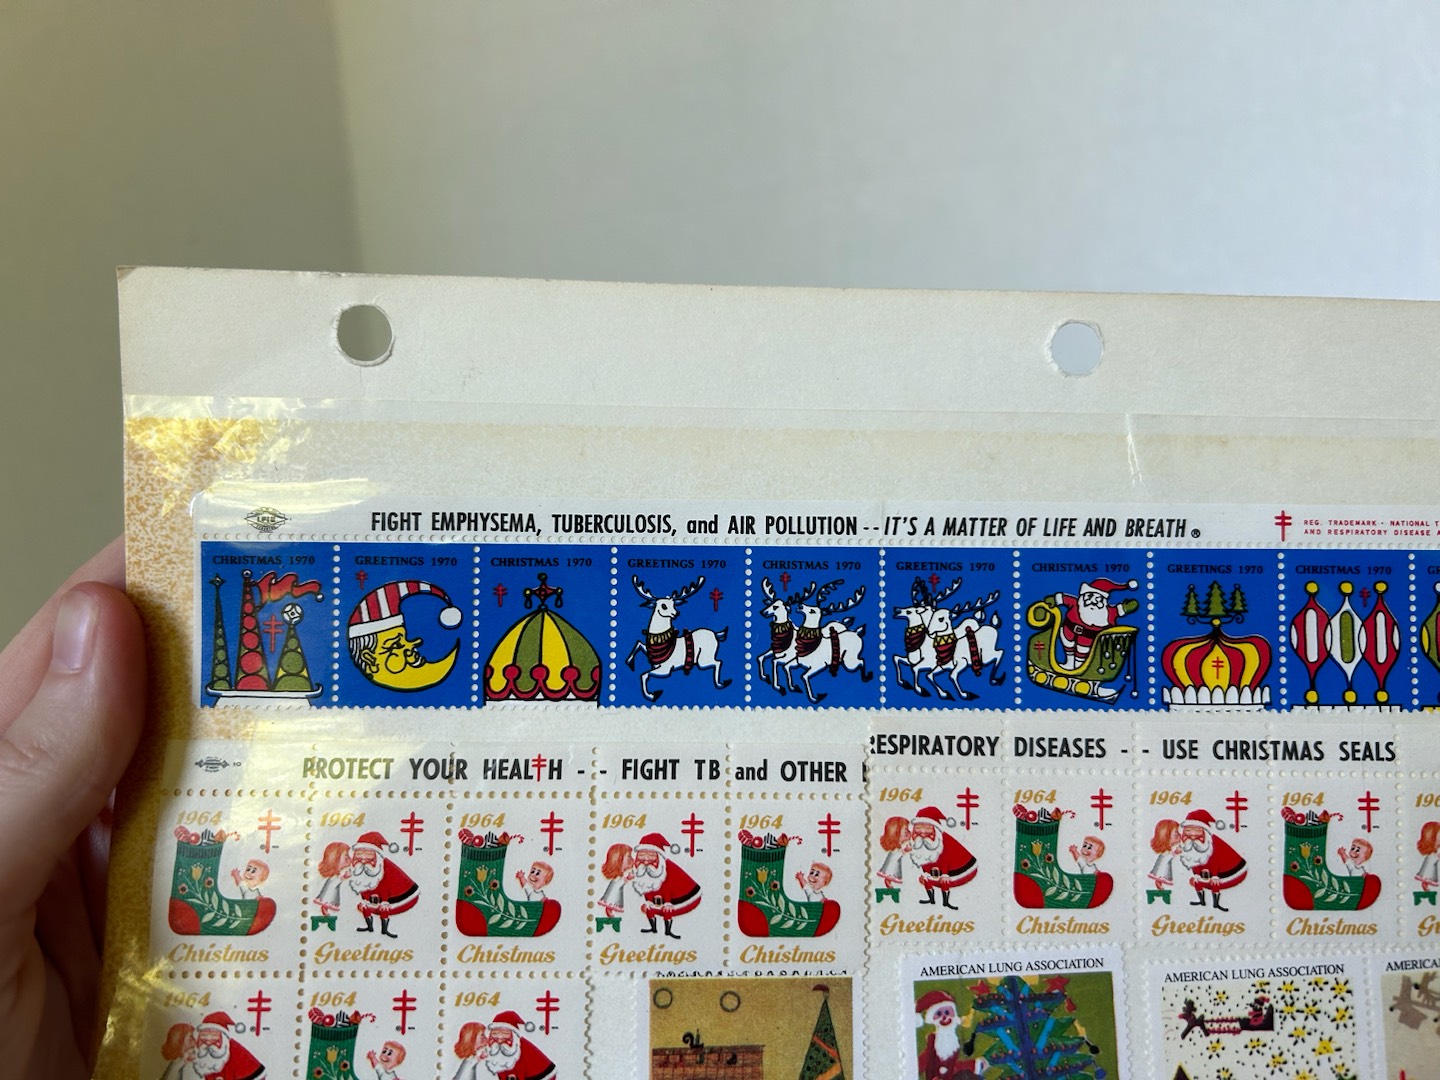 FIGHT EMPHYSEMA, TUBERCULOSIS, and AIR POLLUTION -- IT'S A MATTER OF LIFE AND BREATH ®
REG. TRADEMARK - NATIONAL
AND RESPIRATORY DISEASE
CHRISTMAS 1970 GREETINGS 1970 CHRISTMAS 1970 GREETINGS 1970 CHRISTMAS 1970 GREETINGS 1970 CHRISTMAS 1970 GREETINGS 1970 CHRISTMAS 1970
PROTECT YOUR HEALTH -- FIGHT TB and OTHER RESPIRATORY DISEASES -- USE CHRISTMAS SEALS
1964 1964 1964 1964 1964 1964 1964 1964 1964
Christmas Greetings Christmas Greetings Christmas Greetings Christmas Greetings Christmas
1964 1964 1964
AMERICAN LUNG ASSOCIATION AMERICAN LUNG ASSOCIATION